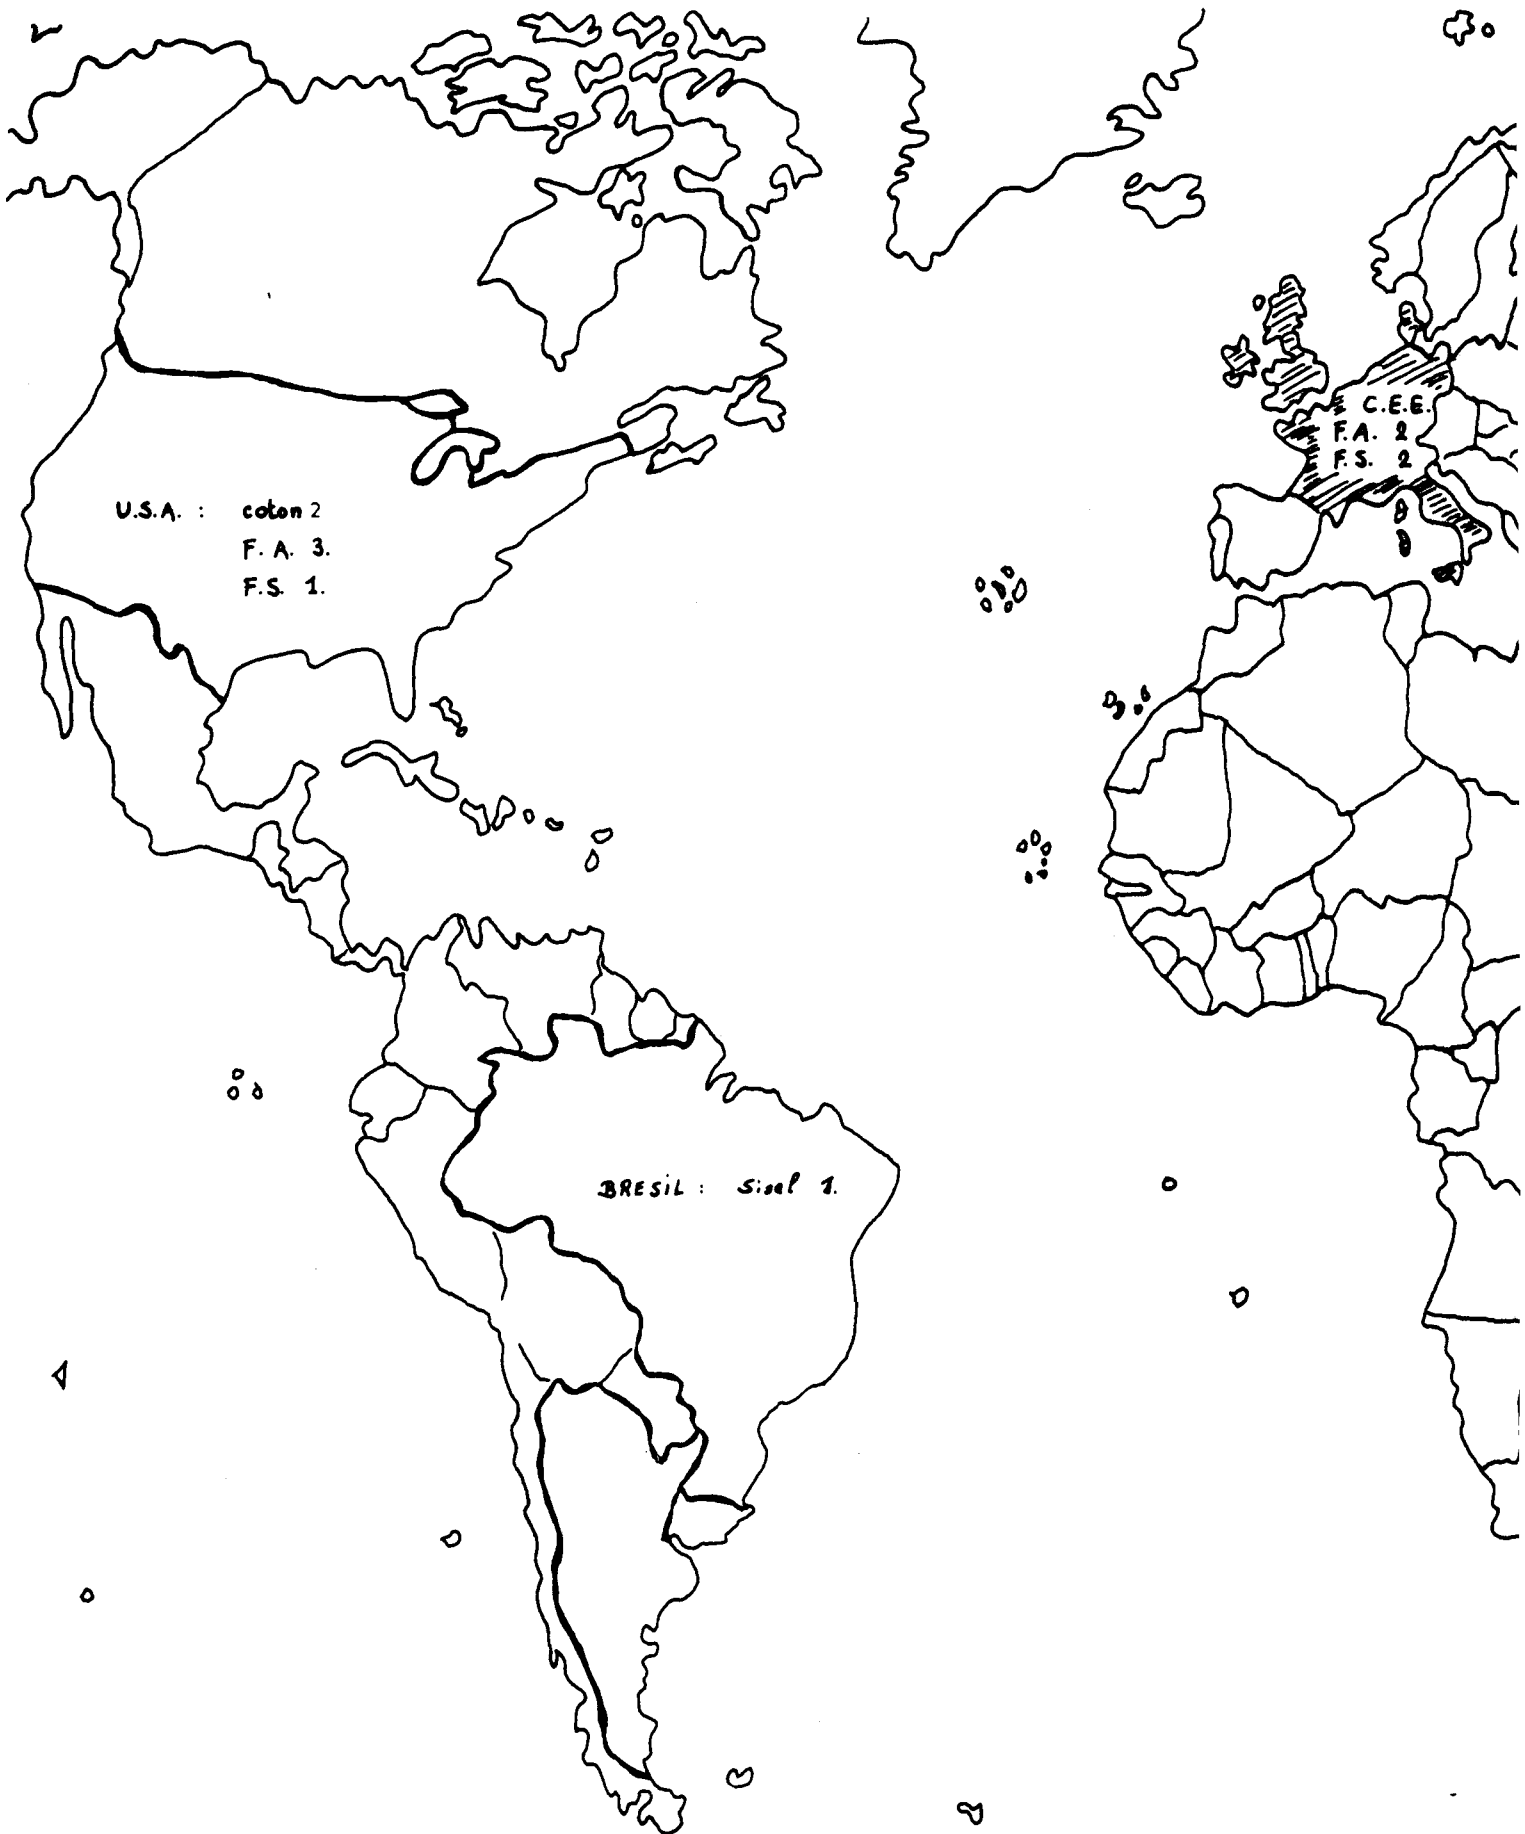 C.E.E.
F.A. 2
F.S. 2
U.S.A. : coton 2
F. A. 3.
F.S. 1.
BRESiL : Sisal 1.